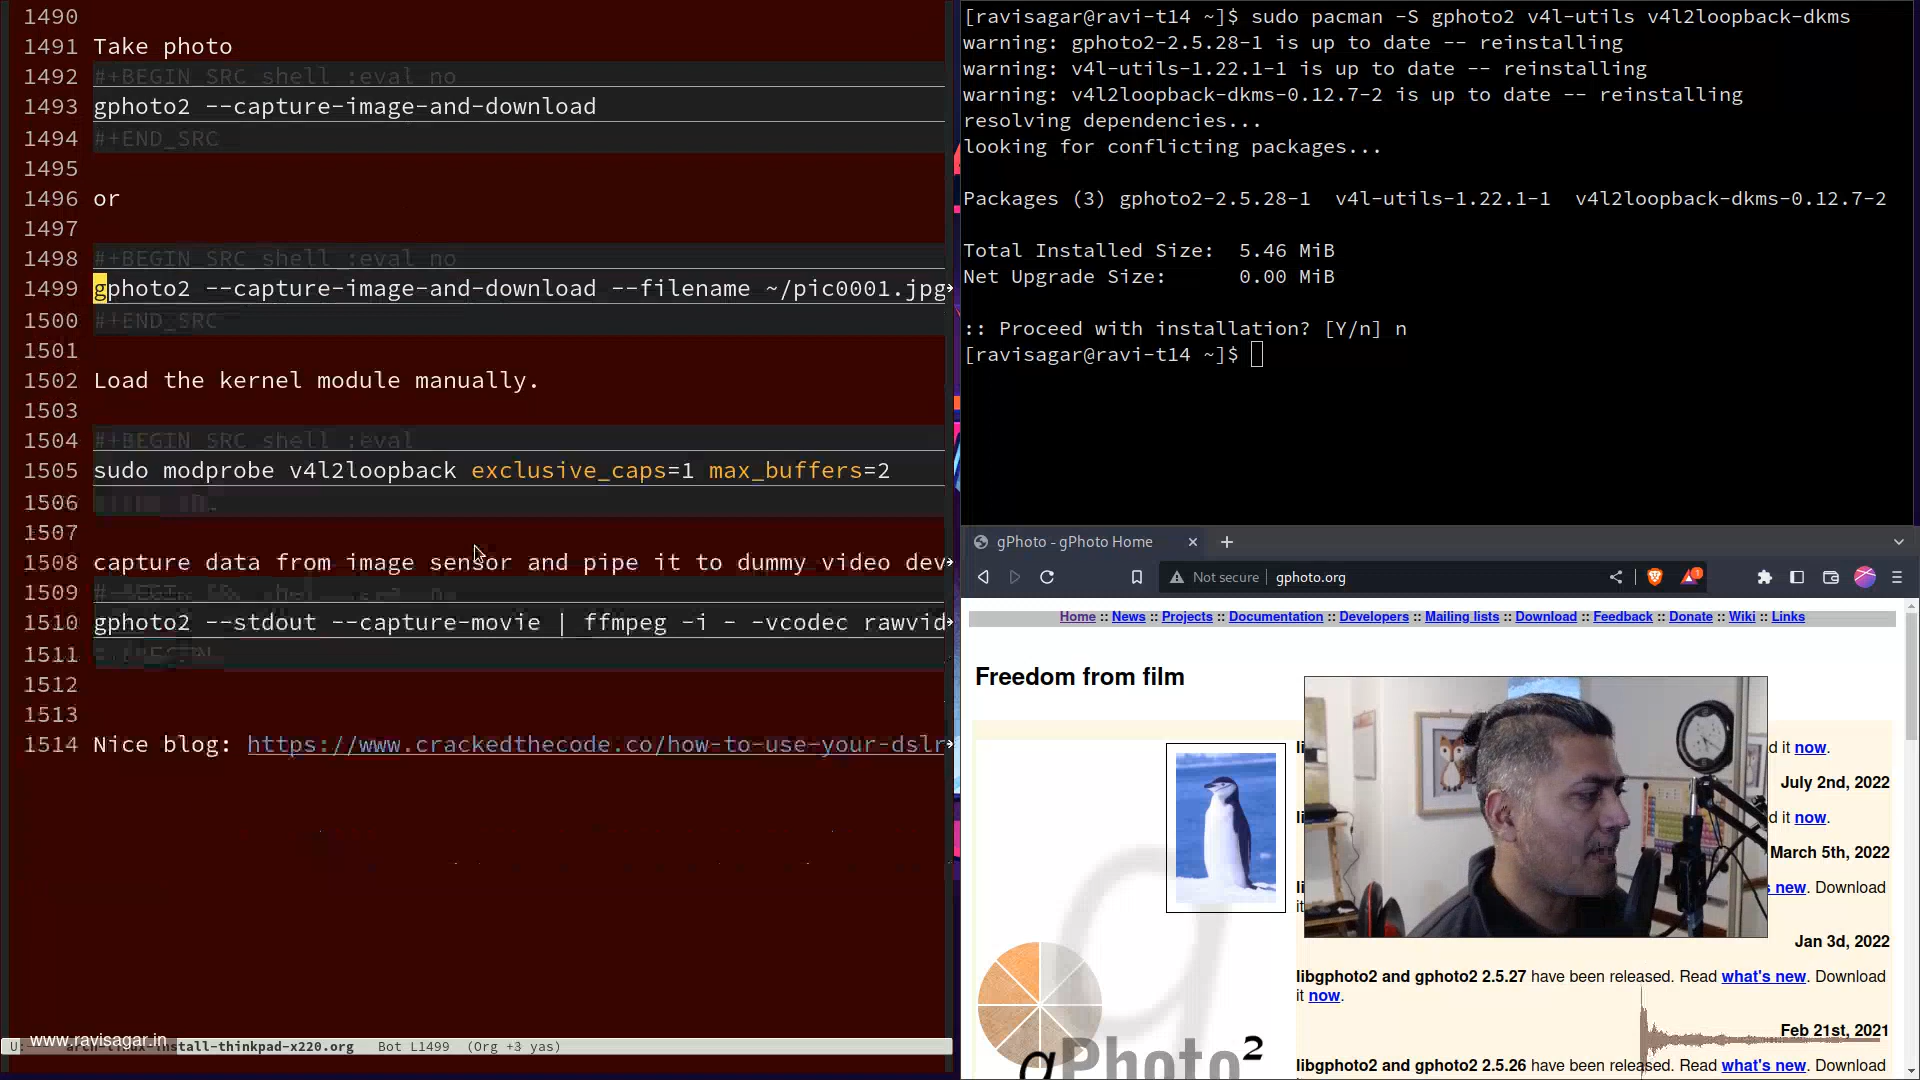 1490
1491 Take photo
1492 #+BEGIN_SRC shell :eval no
1493 gphoto2 --capture-image-and-download
1494 #+END_SRC
1495
1496 or
1497
1498 #+BEGIN_SRC shell :eval no
1499 gphoto2 --capture-image-and-download --filename ~/pic0001.jpg
1500 #+END_SRC
1501
1502 Load the kernel module manually.
1503
1504 #+BEGIN_SRC shell :eval
1505 sudo modprobe v4l2loopback exclusive_caps=1 max_buffers=2
1506
1507
1508 capture data from image sensor and pipe it to dummy video dev
1509
1510 gphoto2 --stdout --capture-movie | ffmpeg -i - -vcodec rawvid
1511
1512
1513
1514 Nice blog: https://www.crackedthecode.co/how-to-use-your-dslr
www.ravisagar.in
U: install-thinkpad-x220.org Bot L1499 (Org +3 yas)
[ravisagar@ravi-t14 ~]$ sudo pacman -S gphoto2 v4l-utils v4l2loopback-dkms
warning: gphoto2-2.5.28-1 is up to date -- reinstalling
warning: v4l-utils-1.22.1-1 is up to date -- reinstalling
warning: v4l2loopback-dkms-0.12.7-2 is up to date -- reinstalling
resolving dependencies...
looking for conflicting packages...
Packages (3) gphoto2-2.5.28-1 v4l-utils-1.22.1-1 v4l2loopback-dkms-0.12.7-2
Total Installed Size: 5.46 MiB
Net Upgrade Size: 0.00 MiB
:: Proceed with installation? [Y/n] n
[ravisagar@ravi-t14 ~]$
gPhoto - gPhoto Home
Not secure gphoto.org
Home :: News :: Projects :: Documentation :: Developers :: Mailing lists :: Download :: Feedback :: Donate :: Wiki :: Links
Freedom from film
it now.
July 2nd, 2022
it now.
March 5th, 2022
new. Download
it
Jan 3d, 2022
libgphoto2 and gphoto2 2.5.27 have been released. Read what's new. Download
it now.
Feb 21st, 2021
libgphoto2 and gphoto2 2.5.26 have been released. Read what's new. Download
gPhoto2